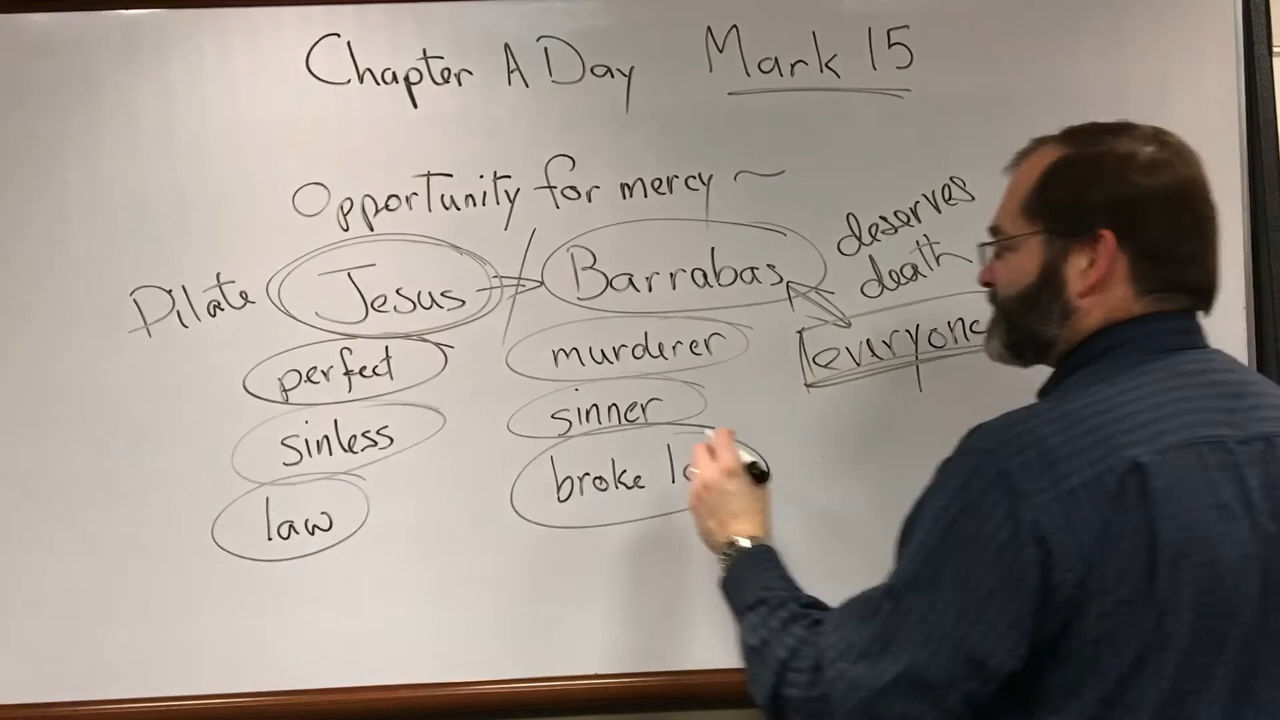 Chapter A Day Mark 15
Opportunity for mercy ~
Pilate Jesus Barrabas deserves death
perfect murderer everyone
sinless sinner
law broke